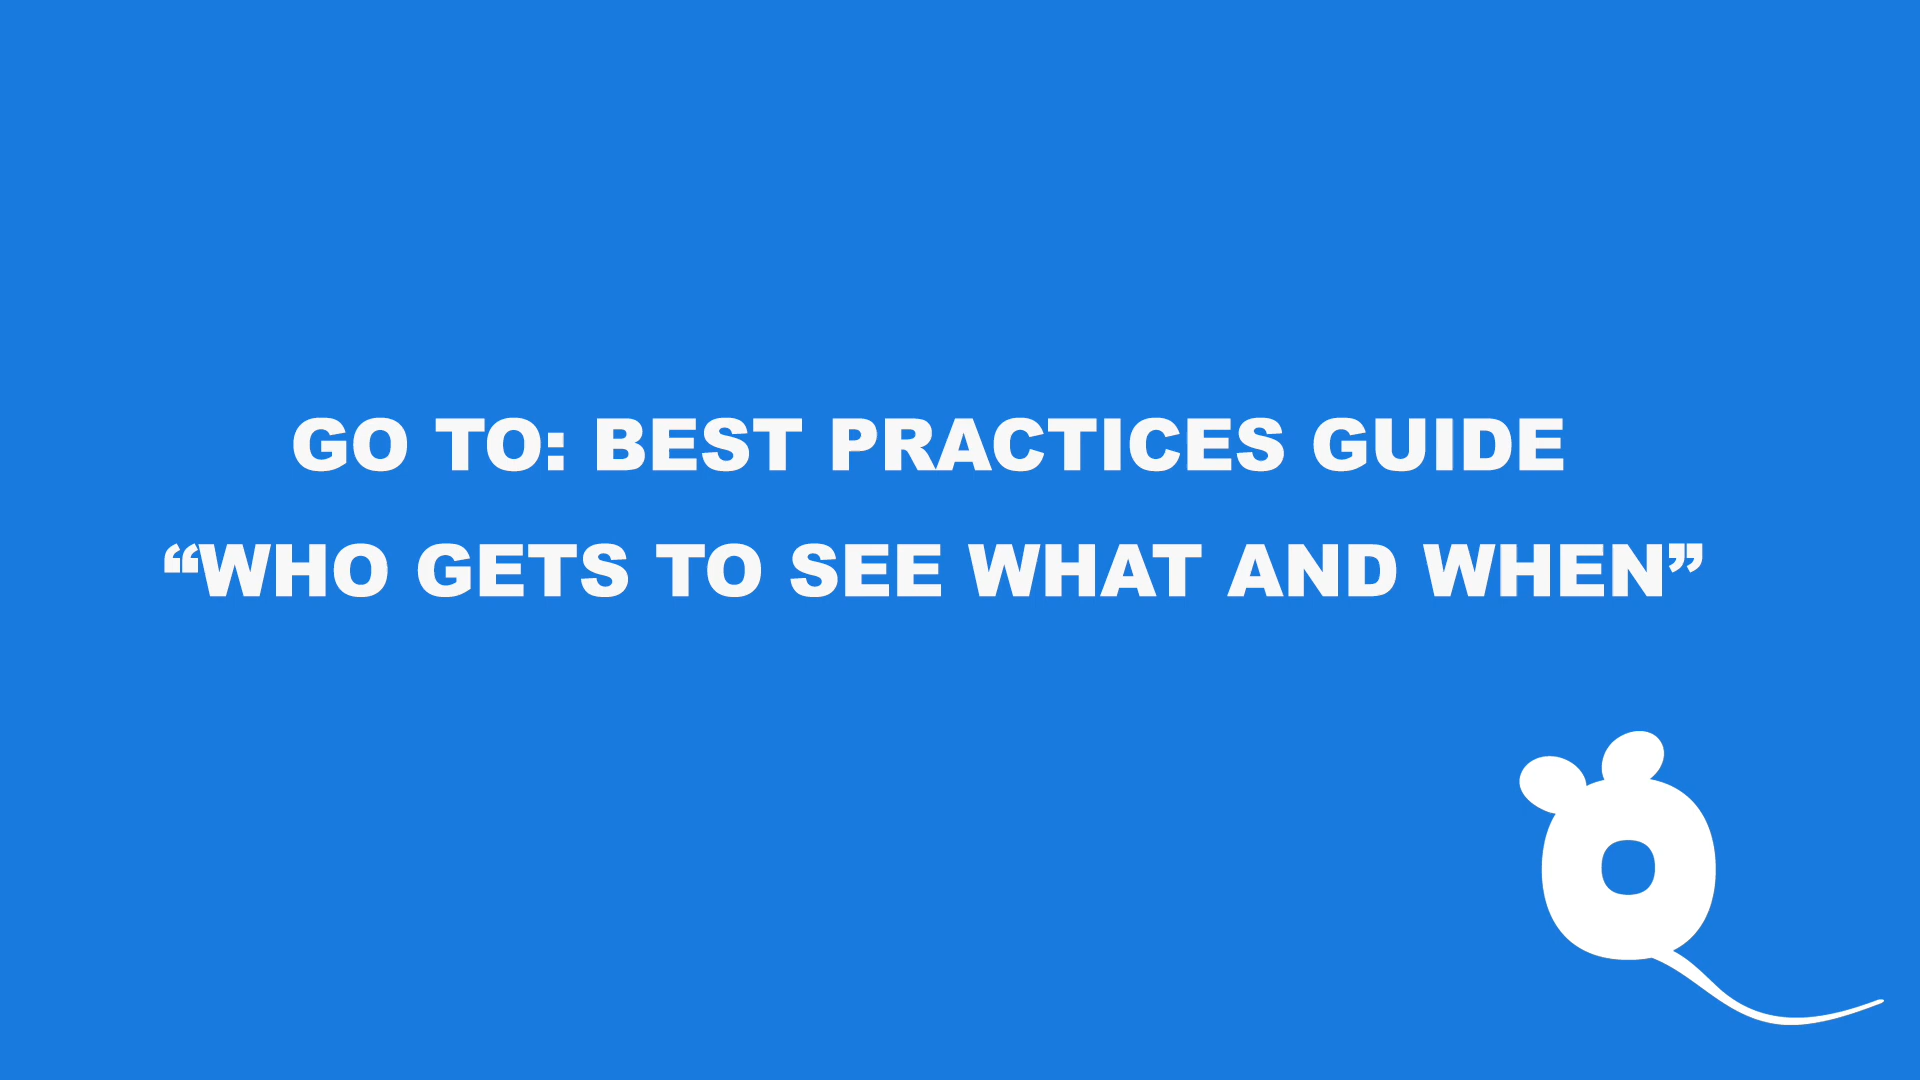 GO TO: BEST PRACTICES GUIDE
“WHO GETS TO SEE WHAT AND WHEN”